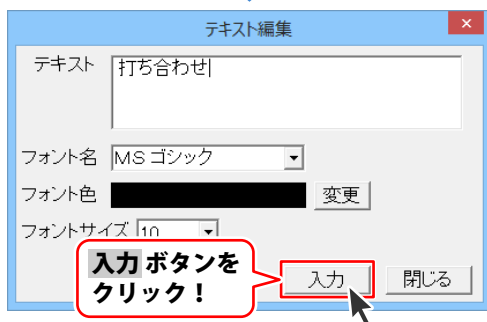 テキスト編集
テキスト 打ち合わせ
フォント名 MS ゴシック
フォント色 変更
フォントサイズ 10
入力ボタンを
クリック！
入力 閉じる